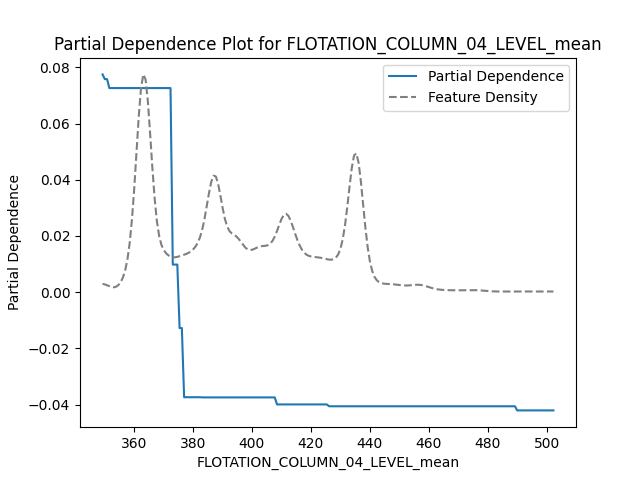 Partial Dependence Plot for FLOTATION_COLUMN_04_LEVEL_mean
Partial Dependence
Feature Density
Partial Dependence
0.08
0.06
0.04
0.02
0.00
−0.02
−0.04
360 380 400 420 440 460 480 500
FLOTATION_COLUMN_04_LEVEL_mean